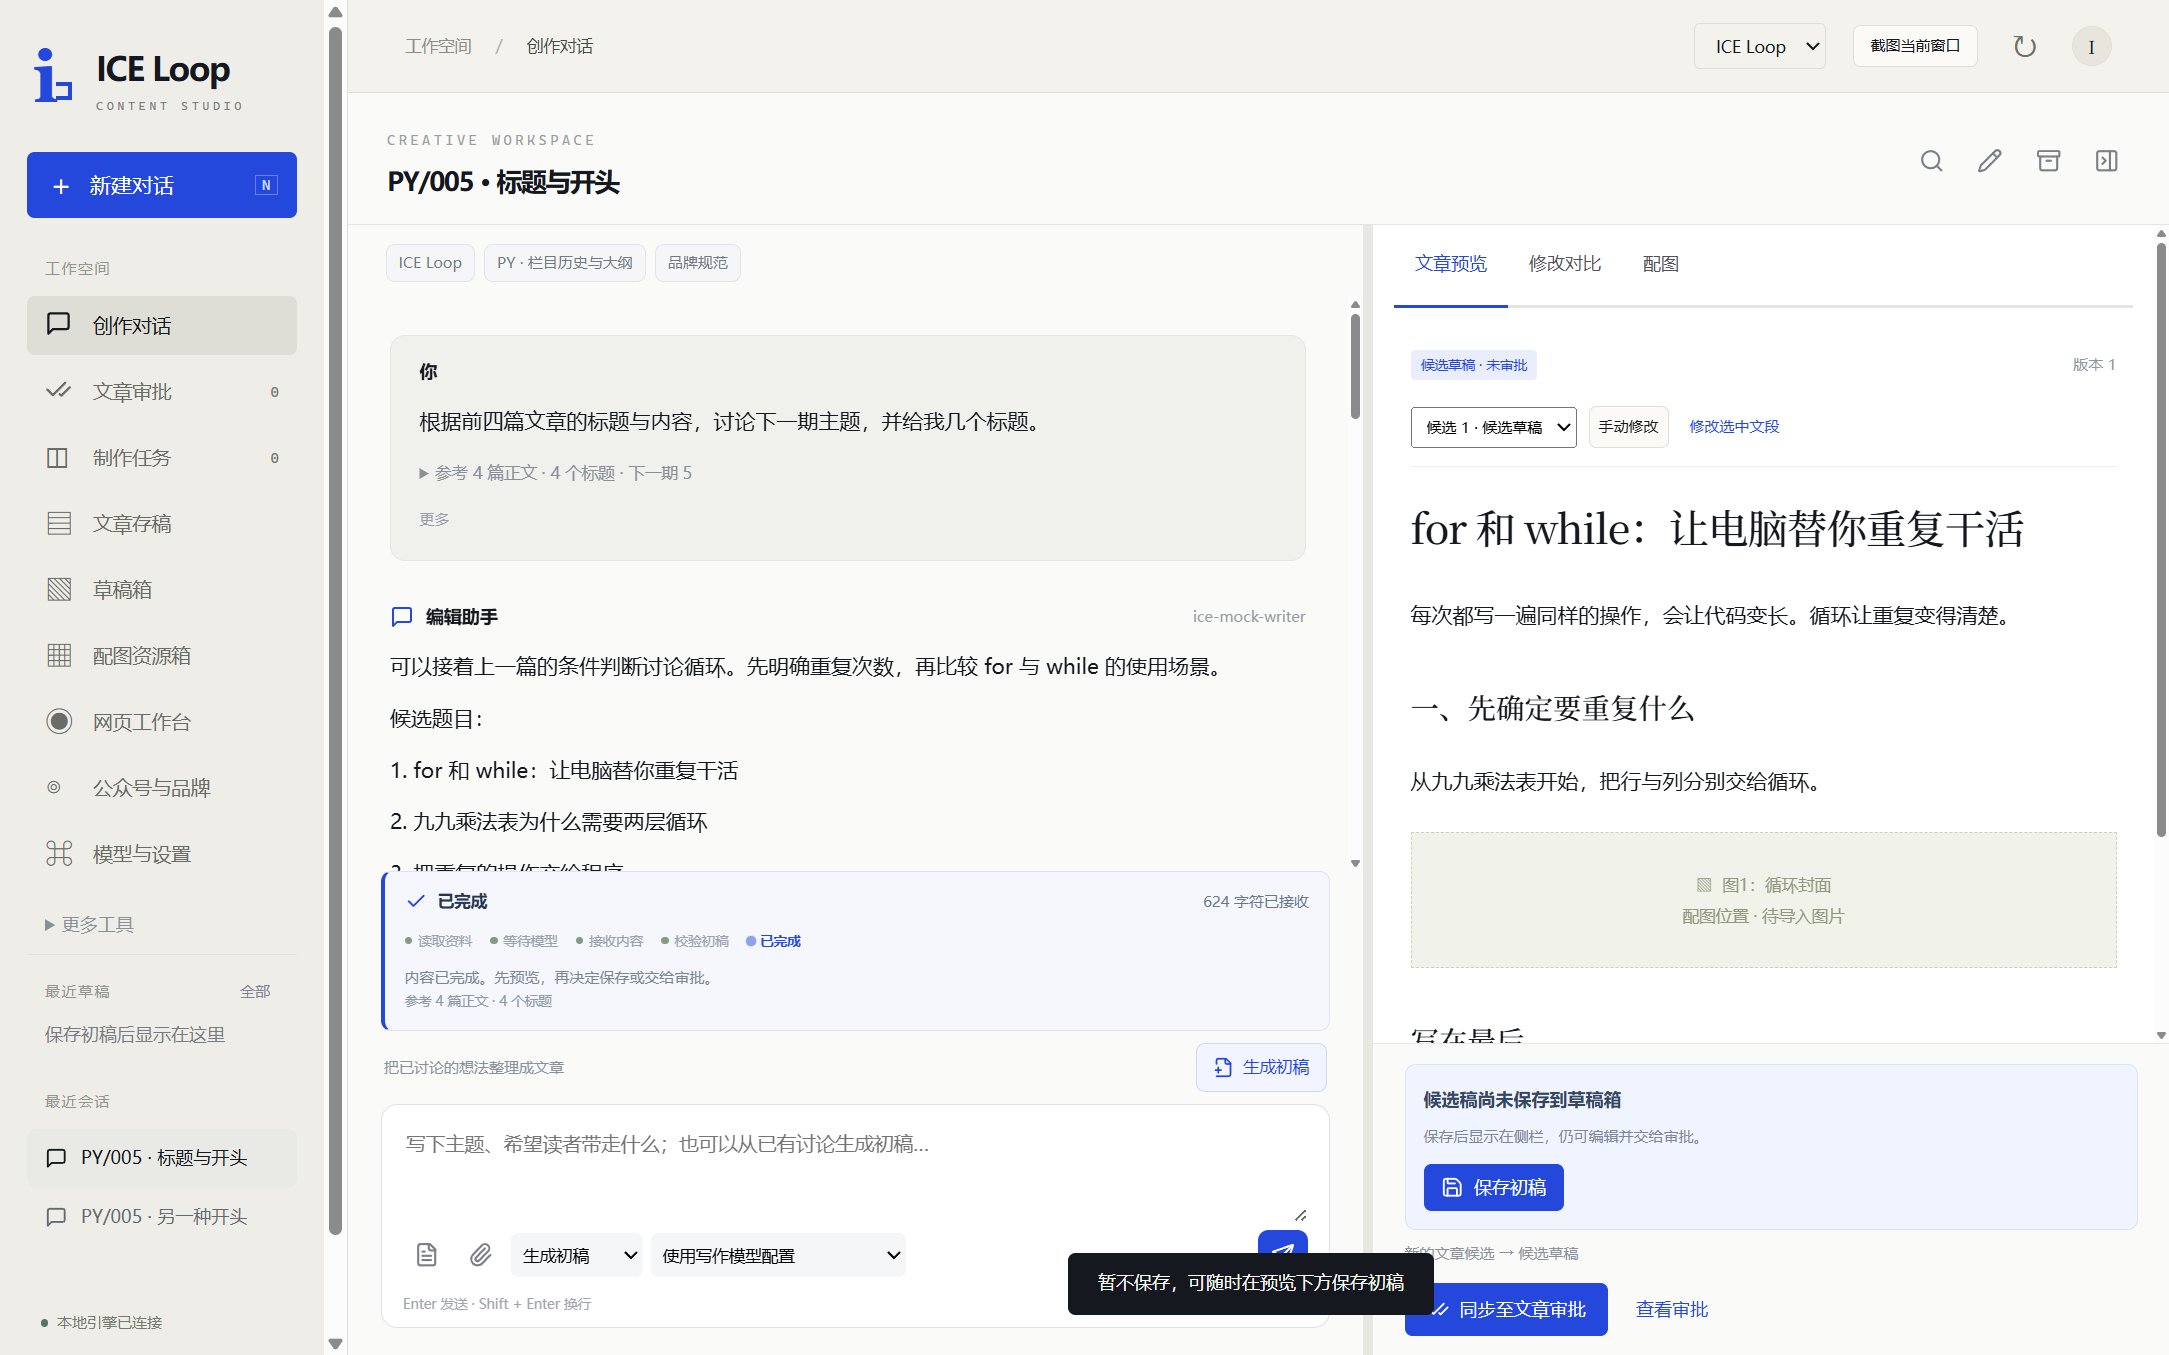 ICE Loop
CONTENT STUDIO
+ 新建对话 N
工作空间
创作对话
文章审批 0
制作任务 0
文章存稿
草稿箱
配图资源箱
网页工作台
公众号与品牌
模型与设置
更多工具
最近草稿 全部
保存初稿后显示在这里
最近会话
PY/005 · 标题与开头
PY/005 · 另一种开头
本地引擎已连接
工作空间 / 创作对话
ICE Loop
截图当前窗口
I
CREATIVE WORKSPACE
PY/005 • 标题与开头
ICE Loop
PY · 栏目历史与大纲
品牌规范
你
根据前四篇文章的标题与内容，讨论下一期主题，并给我几个标题。
参考 4 篇正文 · 4 个标题 · 下一期 5
更多
编辑助手 ice-mock-writer
可以接着上一篇的条件判断讨论循环。先明确重复次数，再比较 for 与 while 的使用场景。
候选题目：
1. for 和 while：让电脑替你重复干活
2. 九九乘法表为什么需要两层循环
3. 把重复的操作交给程序
已完成 624 字符已接收
读取资料 等待模型 接收内容 校验初稿 已完成
内容已完成。先预览，再决定保存或交给审批。
参考 4 篇正文 · 4 个标题
把已讨论的想法整理成文章
生成初稿
写下主题、希望读者带走什么；也可以从已有讨论生成初稿...
生成初稿
使用写作模型配置
Enter 发送 · Shift + Enter 换行
暂不保存，可随时在预览下方保存初稿
文章预览 修改对比 配图
候选草稿 · 未审批 版本 1
候选 1 · 候选草稿
手动修改
修改选中文段
for 和 while：让电脑替你重复干活
每次都写一遍同样的操作，会让代码变长。循环让重复变得清楚。
一、先确定要重复什么
从九九乘法表开始，把行与列分别交给循环。
图1：循环封面
配图位置 · 待导入图片
写在最后
候选稿尚未保存到草稿箱
保存后显示在侧栏，仍可编辑并交给审批。
保存初稿
新的文章候选 → 候选草稿
同步至文章审批
查看审批